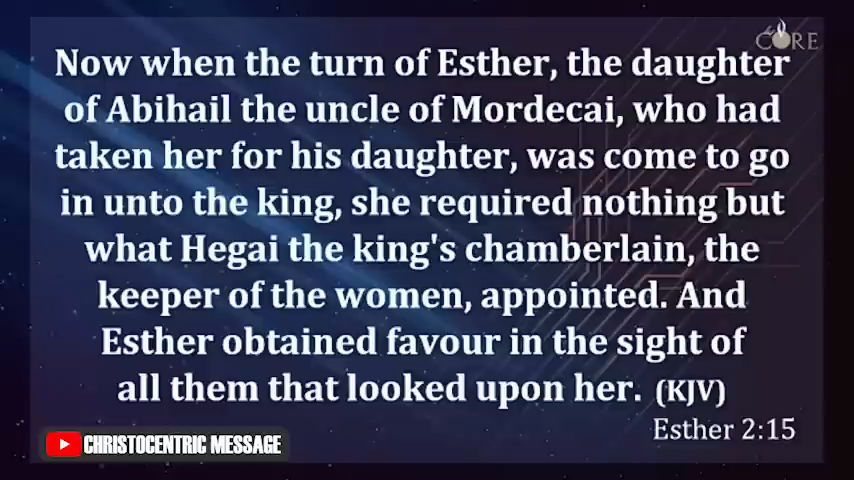 CORE
Now when the turn of Esther, the daughter
of Abihail the uncle of Mordecai, who had
taken her for his daughter, was come to go
in unto the king, she required nothing but
what Hegai the king's chamberlain, the
keeper of the women, appointed. And
Esther obtained favour in the sight of
all them that looked upon her. (KJV)
Esther 2:15
CHRISTOCENTRIC MESSAGE